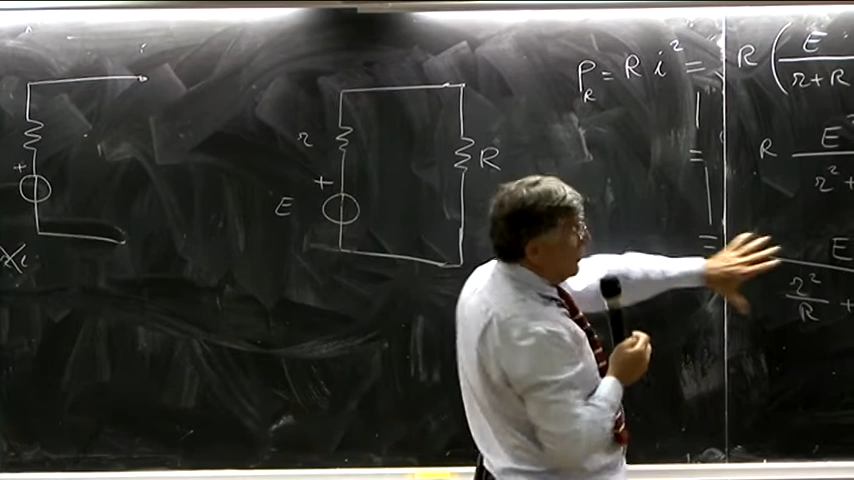 P_R = R i² = R ( E / r+R
r
R
= R E / r² +
+
+
E
= E / r²/R +